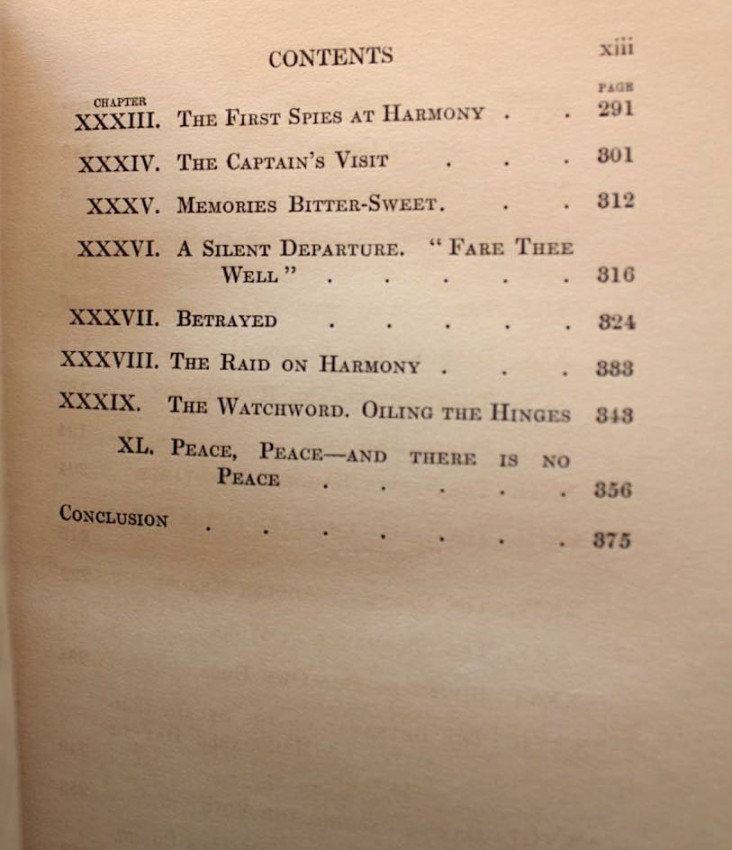 CONTENTS xiii
CHAPTER PAGE
XXXIII. THE FIRST SPIES AT HARMONY . . 291
XXXIV. THE CAPTAIN'S VISIT . . . 301
XXXV. MEMORIES BITTER-SWEET. . . 312
XXXVI. A SILENT DEPARTURE. "FARE THEE
WELL" . . . . . 316
XXXVII. BETRAYED . . . . . 324
XXXVIII. THE RAID ON HARMONY . . . 333
XXXIX. THE WATCHWORD. OILING THE HINGES 343
XL. PEACE, PEACE—AND THERE IS NO
PEACE . . . . . 356
CONCLUSION . . . . . . . 375